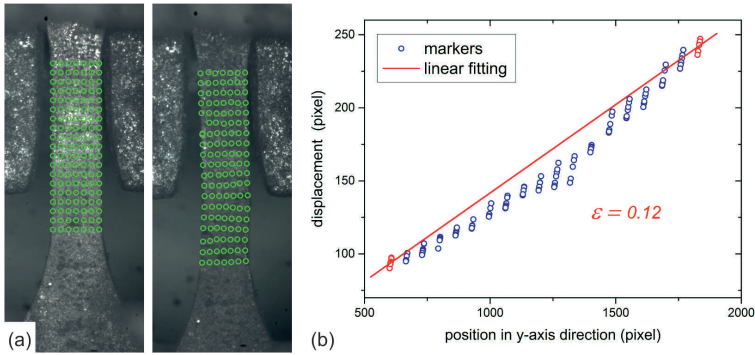 (a)
displacement (pixel)
250
200
150
100
markers
linear fitting
ε = 0.12
500
1000
1500
2000
position in y-axis direction (pixel)
(b)